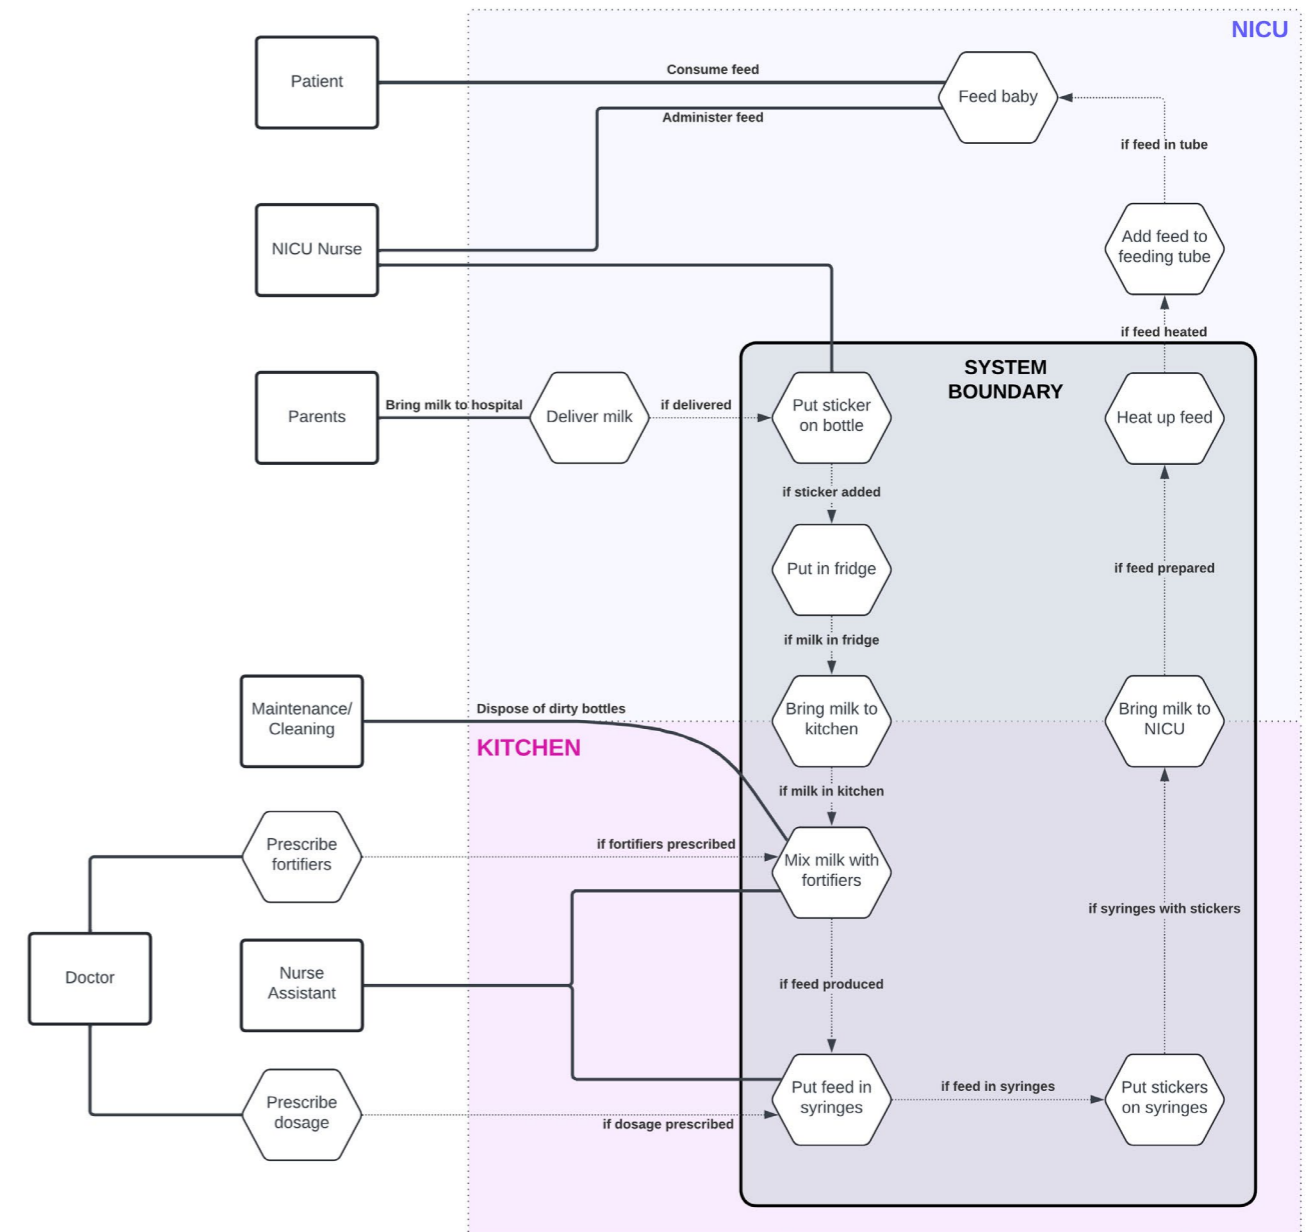 NICU
Patient
Consume feed
Feed baby
Administer feed
if feed in tube
NICU Nurse
Add feed to
feeding tube
if feed heated
SYSTEM
BOUNDARY
Parents
Bring milk to hospital
Deliver milk
if delivered
Put sticker
on bottle
Heat up feed
if sticker added
Put in fridge
if feed prepared
if milk in fridge
Maintenance/
Cleaning
Dispose of dirty bottles
Bring milk to
kitchen
Bring milk to
NICU
KITCHEN
if milk in kitchen
Prescribe
fortifiers
if fortifiers prescribed
Mix milk with
fortifiers
if syringes with stickers
Doctor
Nurse
Assistant
if feed produced
Prescribe
dosage
if dosage prescribed
Put feed in
syringes
if feed in syringes
Put stickers
on syringes